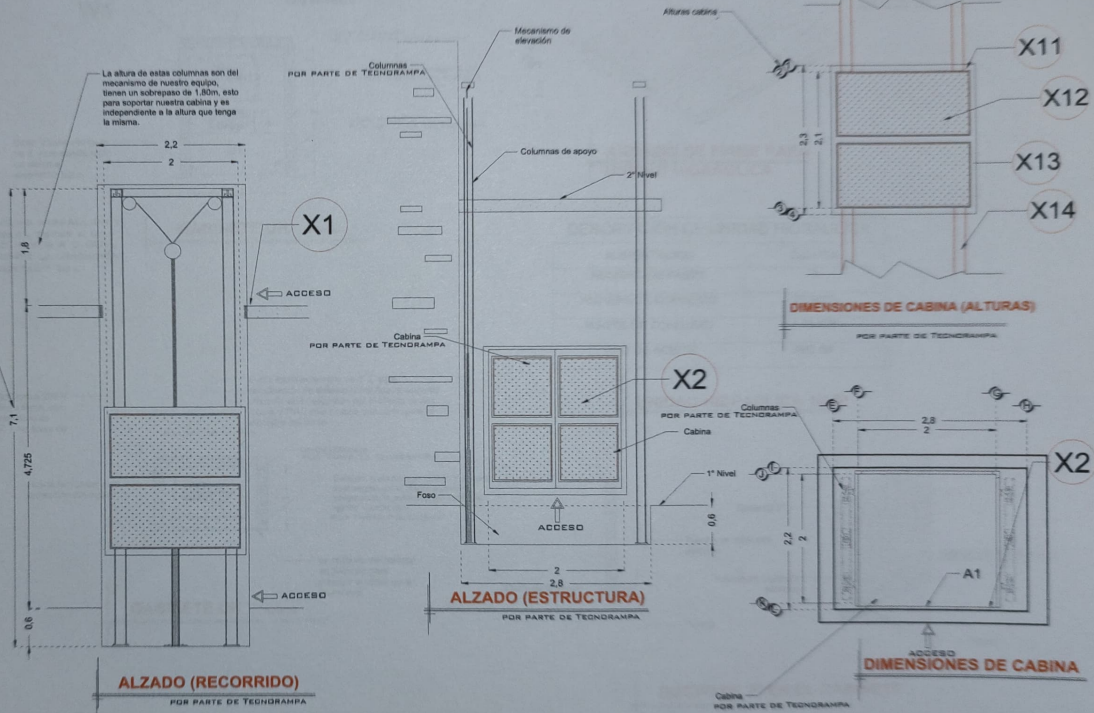 La altura de estas columnas son del
mecanismo de nuestro equipo,
tienen un sobrepaso de 1.80m, esto
para soportar nuestra cabina y es
independiente a la altura que tenga
la misma.
2,2
2
1,8
7,1
4,725
0,6
X1
ACCESO
ACCESO
ALZADO (RECORRIDO)
POR PARTE DE TECNORAMPA
Mecanismo de
elevación
Columnas
POR PARTE DE TECNORAMPA
Columnas de apoyo
2° Nivel
Cabina
POR PARTE DE TECNORAMPA
X2
Cabina
1° Nivel
Foso
ACCESO
0,6
2
2,8
ALZADO (ESTRUCTURA)
POR PARTE DE TECNORAMPA
Alturas cabina
2,3
2,1
X11
X12
X13
X14
DIMENSIONES DE CABINA (ALTURAS)
POR PARTE DE TECNORAMPA
Columnas
POR PARTE DE TECNORAMPA
E
F
G
H
2,8
2
X2
2,2
2
A1
ACCESO
DIMENSIONES DE CABINA
Cabina
POR PARTE DE TECNORAMPA